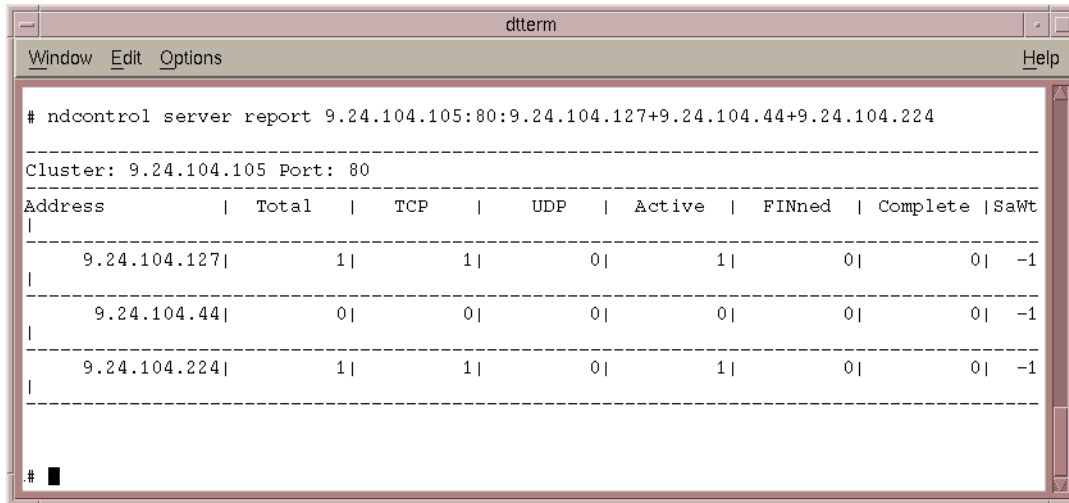 dtterm
Window Edit Options Help
# ndcontrol server report 9.24.104.105:80:9.24.104.127+9.24.104.44+9.24.104.224
----------------------------------------------------------------------------------------
Cluster: 9.24.104.105 Port: 80
----------------------------------------------------------------------------------------
Address | Total | TCP | UDP | Active | FINned | Complete |SaWt
|
----------------------------------------------------------------------------------------
9.24.104.127| 1| 1| 0| 1| 0| 0| -1
|
----------------------------------------------------------------------------------------
9.24.104.44| 0| 0| 0| 0| 0| 0| -1
|
----------------------------------------------------------------------------------------
9.24.104.224| 1| 1| 0| 1| 0| 0| -1
|
----------------------------------------------------------------------------------------
.#